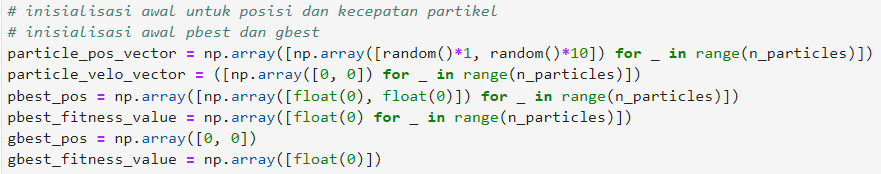 # inisialisasi awal untuk posisi dan kecepatan partikel
# inisialisasi awal pbest dan gbest
particle_pos_vector = np.array([np.array([random()*1, random()*10]) for _ in range(n_particles)])
particle_velo_vector = ([np.array([0, 0]) for _ in range(n_particles)])
pbest_pos = np.array([np.array([float(0), float(0)]) for _ in range(n_particles)])
pbest_fitness_value = np.array([float(0) for _ in range(n_particles)])
gbest_pos = np.array([0, 0])
gbest_fitness_value = np.array([float(0)])